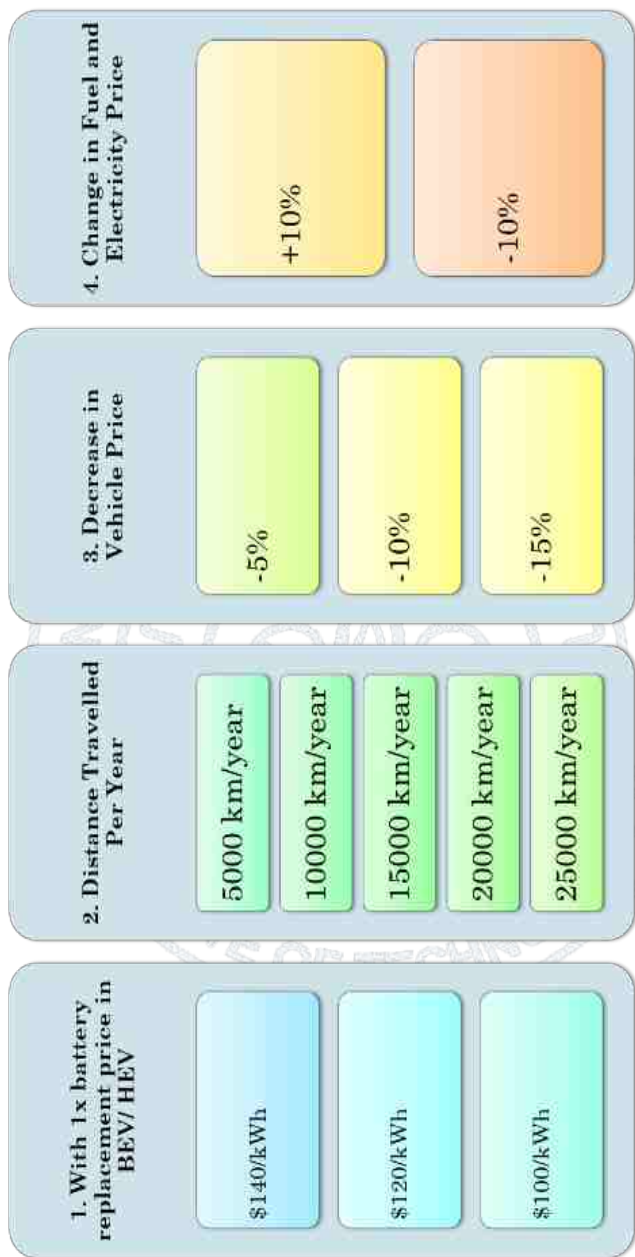 1. With 1x battery
replacement price in
BEV/ HEV
$140/kWh
$120/kWh
$100/kWh
2. Distance Travelled
Per Year
5000 km/year
10000 km/year
15000 km/year
20000 km/year
25000 km/year
3. Decrease in
Vehicle Price
-5%
-10%
-15%
4. Change in Fuel and
Electricity Price
+10%
-10%